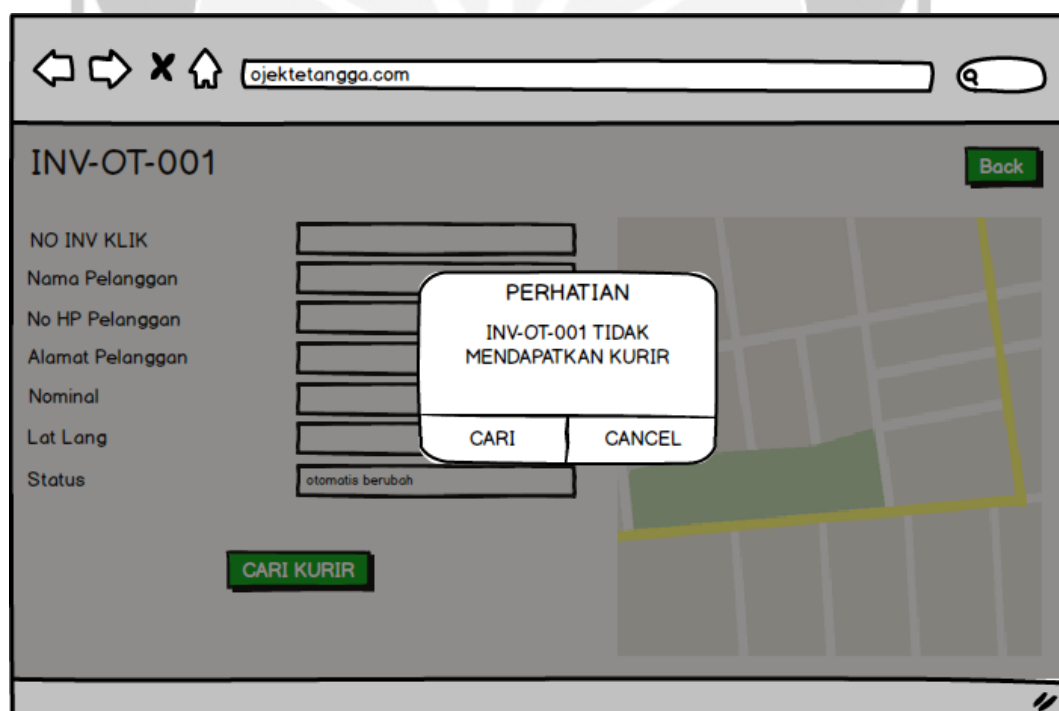 ojektetangga.com
INV-OT-001
Back
NO INV KLIK
Nama Pelanggan
No HP Pelanggan
Alamat Pelanggan
Nominal
Lat Lang
Status
otomatis berubah
CARI KURIR
PERHATIAN
INV-OT-001 TIDAK
MENDAPATKAN KURIR
CARI
CANCEL